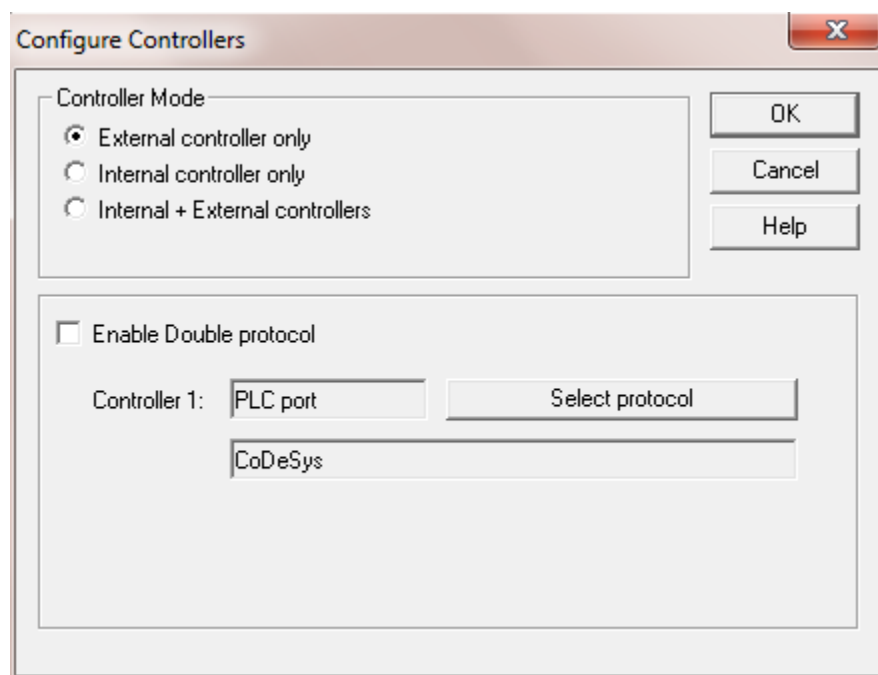 Configure Controllers
Controller Mode
External controller only
Internal controller only
Internal + External controllers
OK
Cancel
Help
Enable Double protocol
Controller 1: PLC port Select protocol
CoDeSys